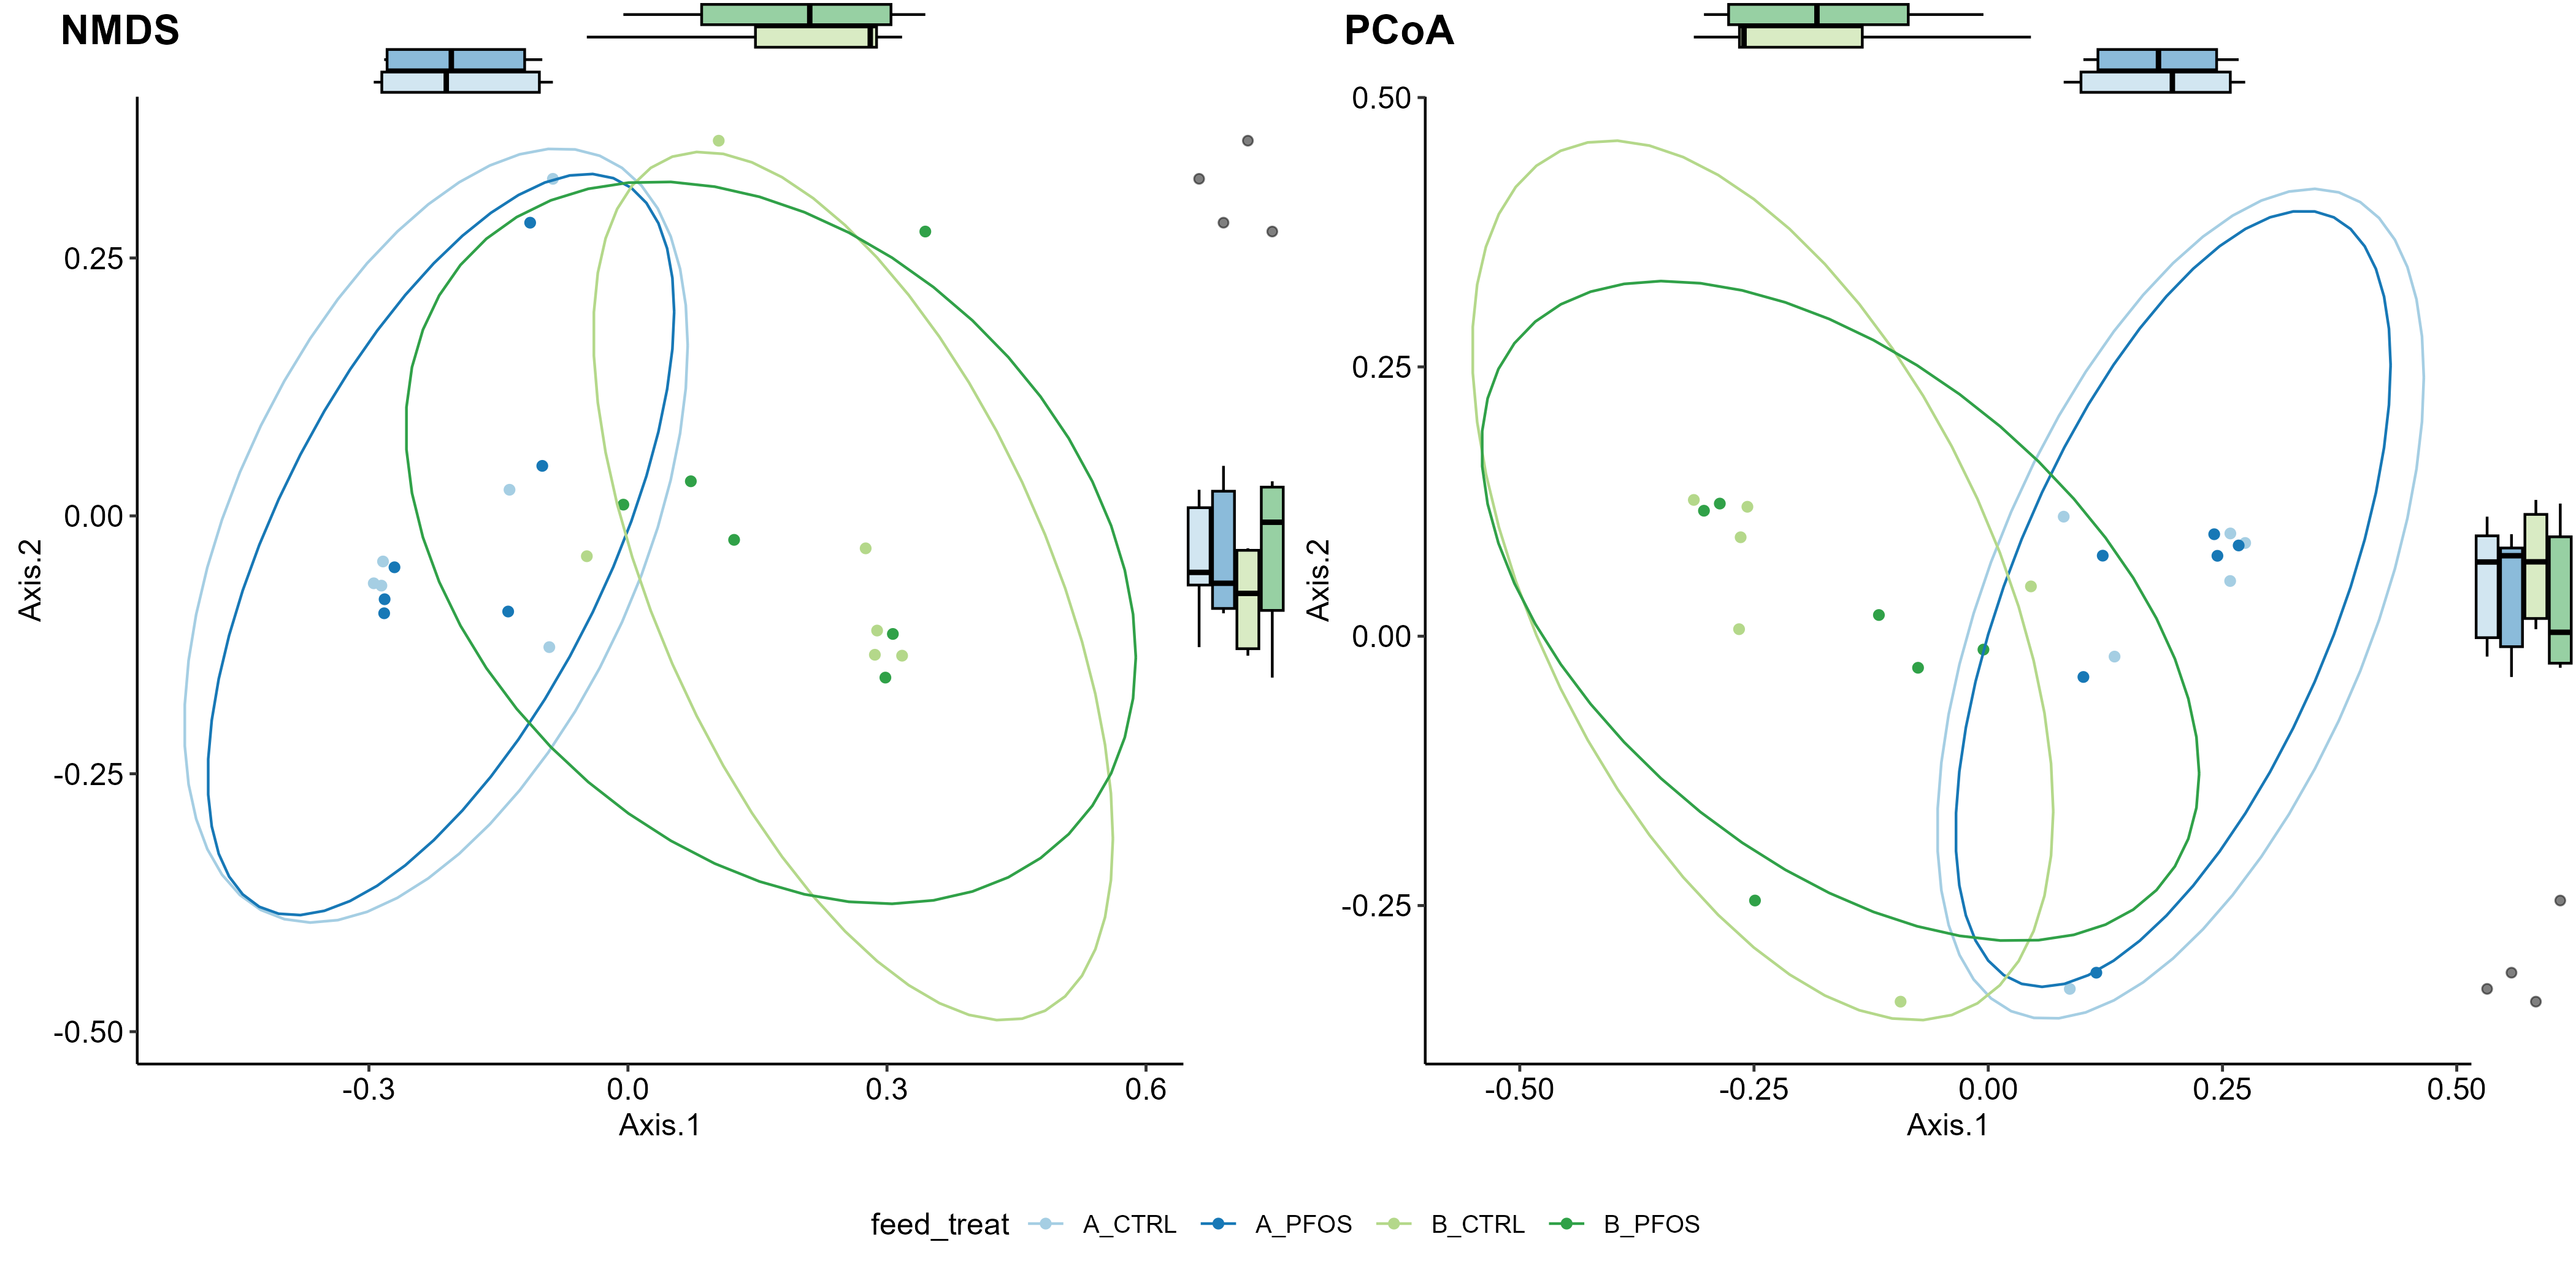 NMDS
0.25
0.00
-0.25
-0.50
Axis.2
-0.3 0.0 0.3 0.6
Axis.1
PCoA
0.50
0.25
0.00
-0.25
Axis.2
-0.50 -0.25 0.00 0.25 0.50
Axis.1
feed_treat A_CTRL A_PFOS B_CTRL B_PFOS